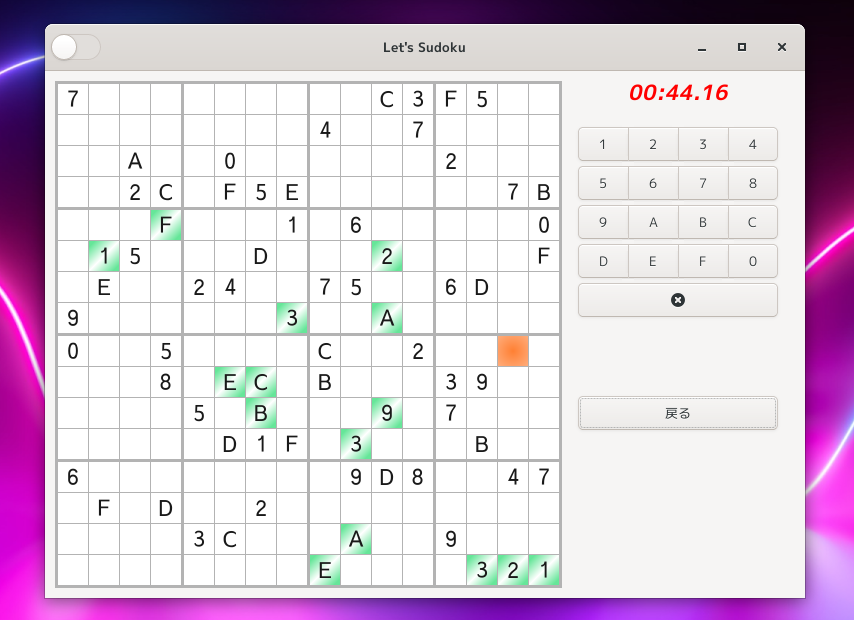 Let's Sudoku
00:44.16
7 C 3 F 5
4 7
A 0 2
2 C F 5 E 7 B
F 1 6 0
1 5 D 2 F
E 2 4 7 5 6 D
9 3 A
0 5 C 2
8 E C B 3 9
5 B 9 7
D 1 F 3 B
6 9 D 8 4 7
F D 2
3 C A 9
E 3 2 1
1 2 3 4
5 6 7 8
9 A B C
D E F 0
戻る